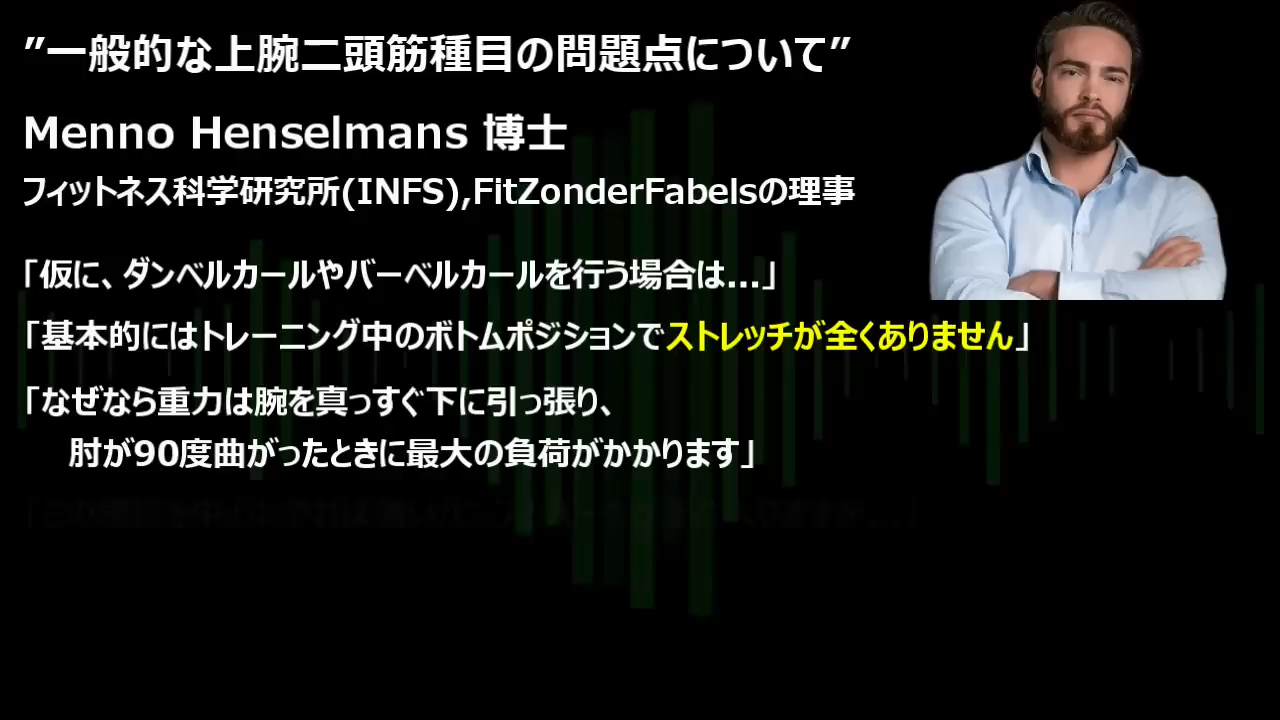 ”一般的な上腕二頭筋種目の問題点について”
Menno Henselmans 博士
フィットネス科学研究所(INFS),FitZonderFabelsの理事
「仮に、ダンベルカールやバーベルカールを行う場合は...」
「基本的にはトレーニング中のボトムポジションでストレッチが全くありません」
「なぜなら重力は腕を真っすぐ下に引っ張り、
肘が90度曲がったときに最大の負荷がかかります」